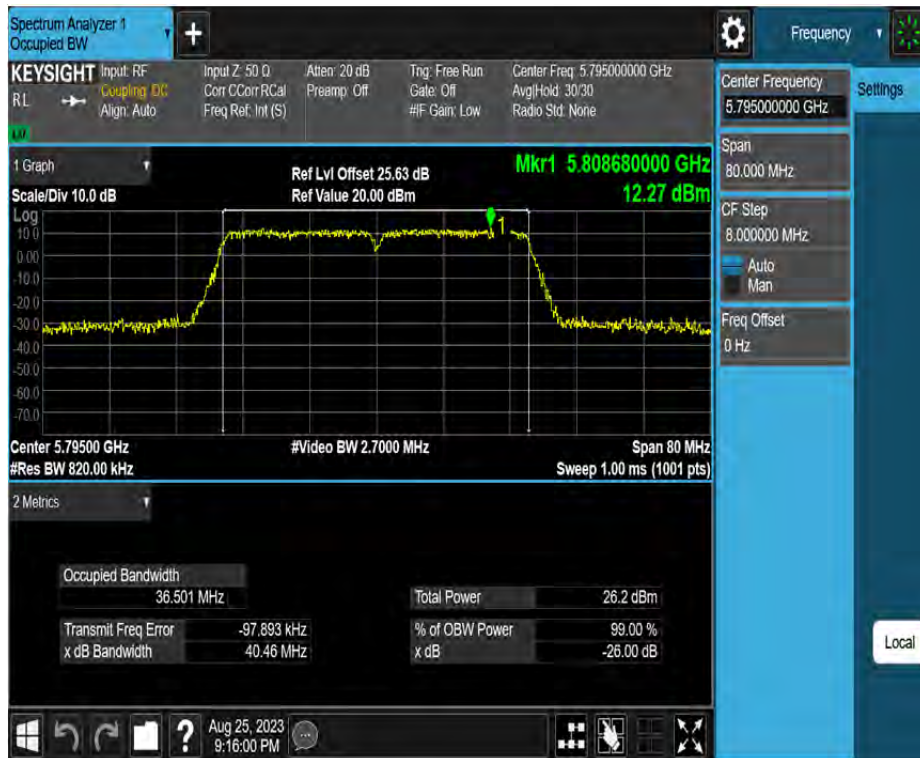 Spectrum Analyzer 1
Occupied BW
Frequency
KEYSIGHT
RL
Input: RF
Coupling: DC
Align: Auto
Input Z: 50 Ω
Corr CCorr RCal
Freq Ref: Int (S)
Atten: 20 dB
Preamp: Off
Trig: Free Run
Gate: Off
#IF Gain: Low
Center Freq: 5.795000000 GHz
Avg|Hold: 30/30
Radio Std: None
Center Frequency
5.795000000 GHz
Settings
Span
80.000 MHz
CF Step
8.000000 MHz
Auto
Man
Freq Offset
0 Hz
1 Graph
Scale/Div 10.0 dB
Ref Lvl Offset 25.63 dB
Ref Value 20.00 dBm
Mkr1 5.808680000 GHz
12.27 dBm
Log
10.0
0.00
-10.0
-20.0
-30.0
-40.0
-50.0
-60.0
-70.0
1
Center 5.79500 GHz
#Res BW 820.00 kHz
#Video BW 2.7000 MHz
Span 80 MHz
Sweep 1.00 ms (1001 pts)
2 Metrics
Occupied Bandwidth
36.501 MHz
Total Power 26.2 dBm
Transmit Freq Error -97.893 kHz
% of OBW Power 99.00 %
x dB Bandwidth 40.46 MHz
x dB -26.00 dB
Local
Aug 25, 2023
9:16:00 PM